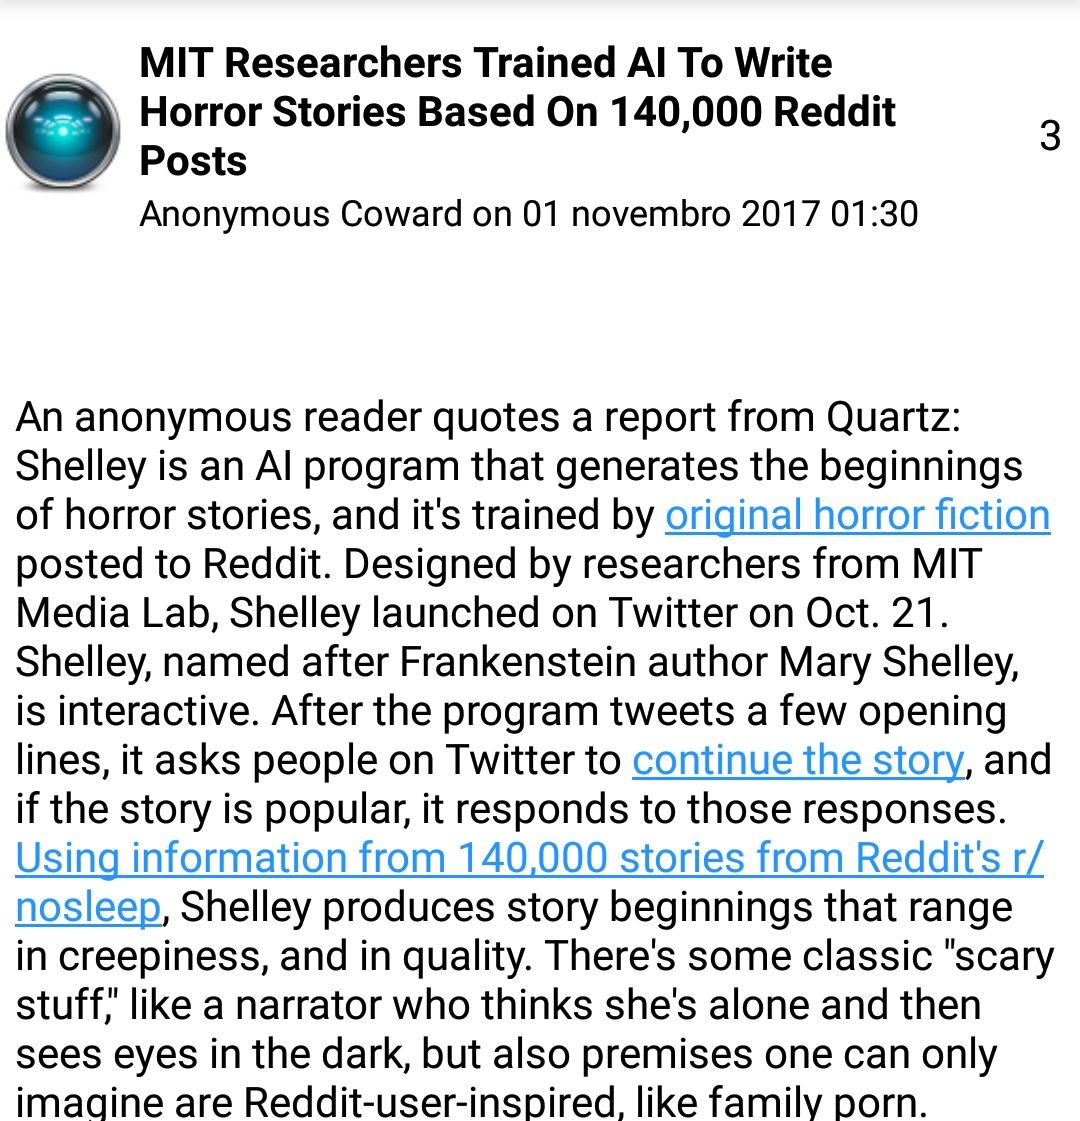 MIT Researchers Trained AI To Write
Horror Stories Based On 140,000 Reddit
Posts
3
Anonymous Coward on 01 novembro 2017 01:30
An anonymous reader quotes a report from Quartz:
Shelley is an AI program that generates the beginnings
of horror stories, and it's trained by original horror fiction
posted to Reddit. Designed by researchers from MIT
Media Lab, Shelley launched on Twitter on Oct. 21.
Shelley, named after Frankenstein author Mary Shelley,
is interactive. After the program tweets a few opening
lines, it asks people on Twitter to continue the story, and
if the story is popular, it responds to those responses.
Using information from 140,000 stories from Reddit's r/
nosleep, Shelley produces story beginnings that range
in creepiness, and in quality. There's some classic "scary
stuff," like a narrator who thinks she's alone and then
sees eyes in the dark, but also premises one can only
imagine are Reddit-user-inspired, like family porn.